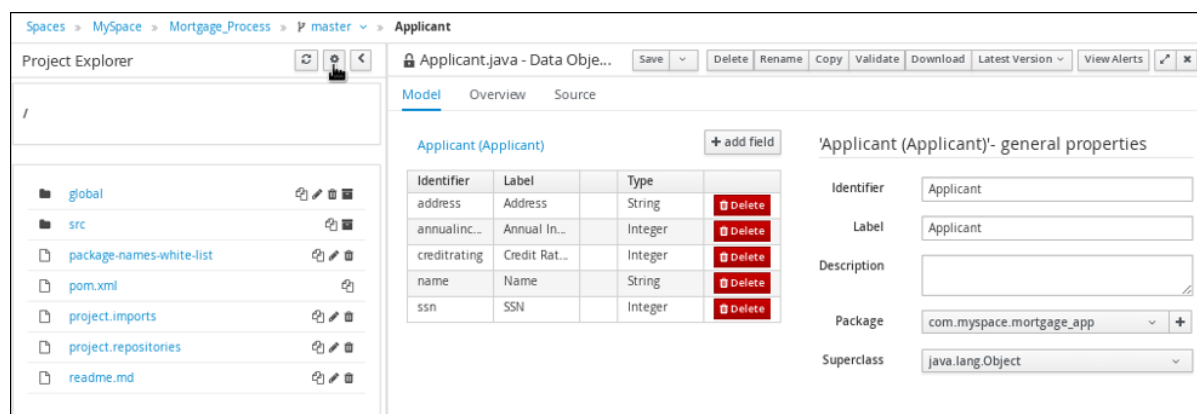 Spaces » MySpace » Mortgage_Process » master » Applicant
Project Explorer
/
global
src
package-names-white-list
pom.xml
project.imports
project.repositories
readme.md
Applicant.java - Data Obje...
Save Delete Rename Copy Validate Download Latest Version View Alerts
Model Overview Source
Applicant (Applicant)
+ add field
Identifier Label Type
address Address String Delete
annualinc... Annual In... Integer Delete
creditrating Credit Rat... Integer Delete
name Name String Delete
ssn SSN Integer Delete
'Applicant (Applicant)'- general properties
Identifier Applicant
Label Applicant
Description
Package com.myspace.mortgage_app
Superclass java.lang.Object